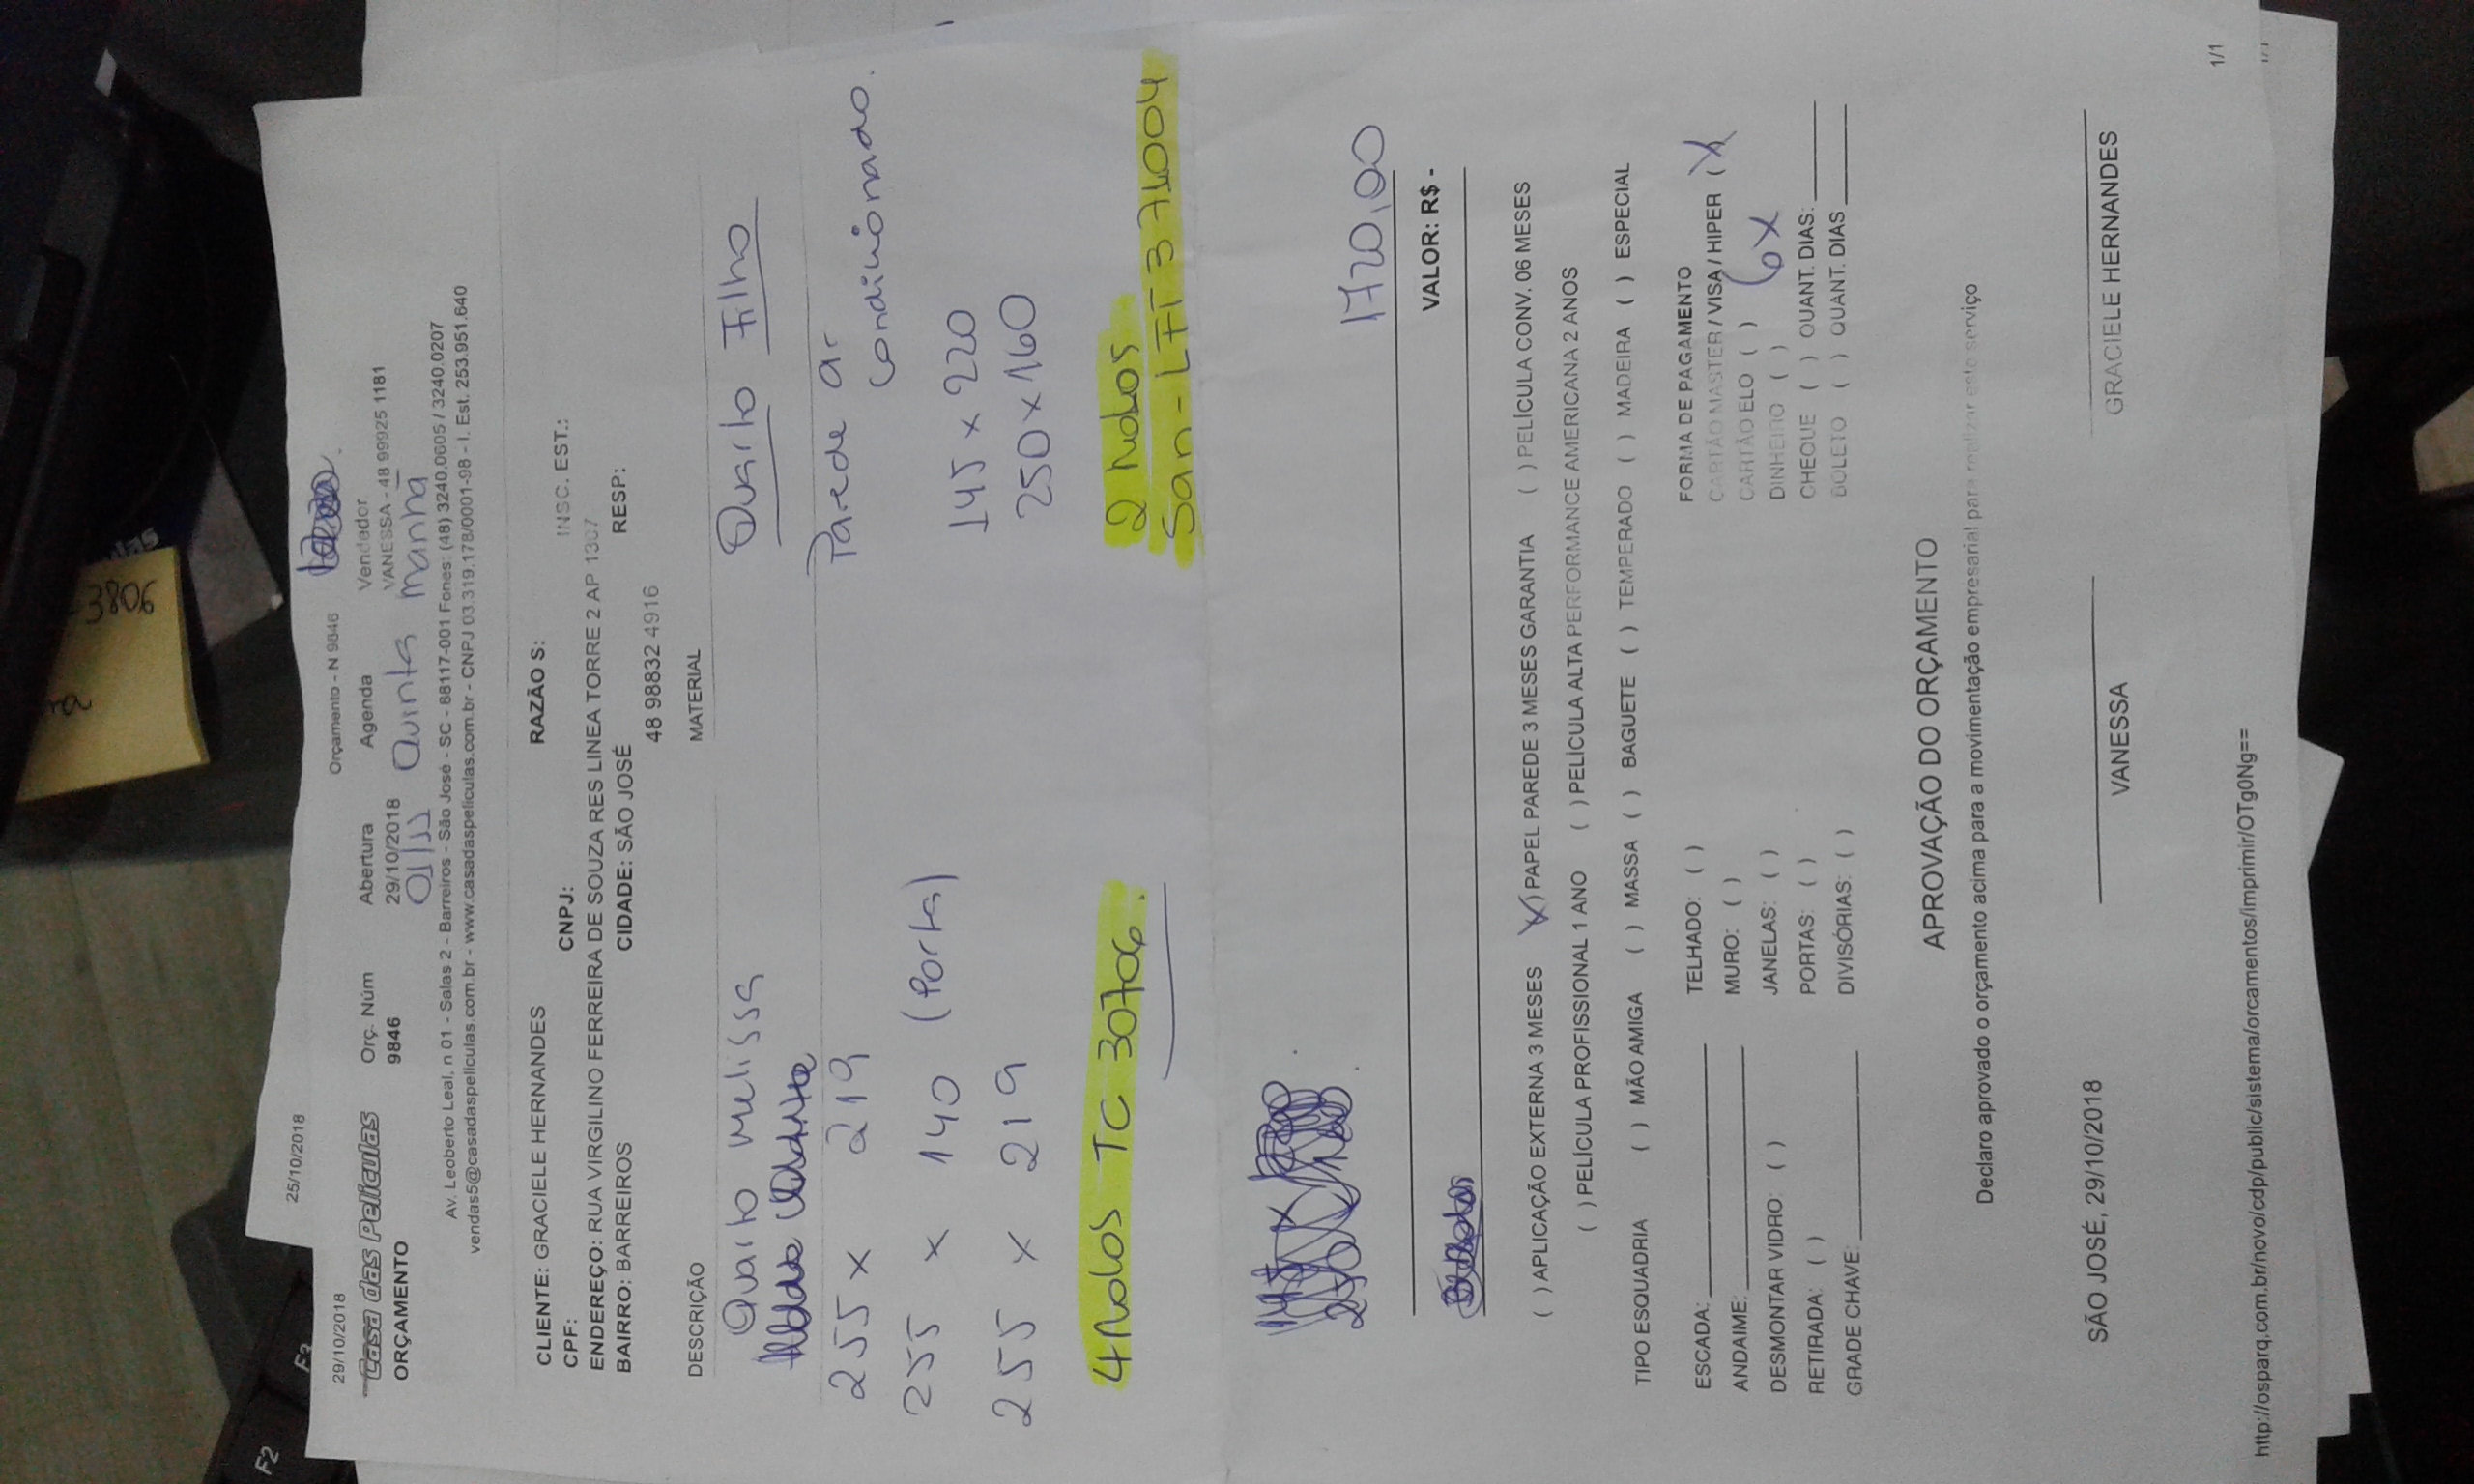 25/10/2018
29/10/2018 Orçamento - N 9846
Casa das Películas Orç. Núm Abertura Agenda Vendedor
ORÇAMENTO 9846 29/10/2018 VANESSA - 48 99925 1181
01/11 Quinta manhã
Av. Leoberto Leal, n 01 - Salas 2 - Barreiros - São José - SC - 88117-001 Fones: (48) 3240.0605 / 3240.0207
vendas5@casadaspeliculas.com.br - www.casadaspeliculas.com.br - CNPJ 03.319.178/0001-98 - I. Est. 253.951.640
CLIENTE: GRACIELE HERNANDES RAZÃO S:
CPF: CNPJ: INSC. EST.:
ENDEREÇO: RUA VIRGILINO FERREIRA DE SOUZA RES LINEA TORRE 2 AP 1307
BAIRRO: BARREIROS CIDADE: SÃO JOSÉ RESP:
48 98832 4916
DESCRIÇÃO MATERIAL
Quarto Melissa Quarto Filho
Parede ar
condicionado.
255 x 219
255 x 140 (Porta) 145 x 220
255 x 219 250 x 160
4 Rolos TC 30706. 2 Rolos
San - LFT 371004
1720,00
VALOR: R$ -
( ) APLICAÇÃO EXTERNA 3 MESES (X) PAPEL PAREDE 3 MESES GARANTIA ( ) PELÍCULA CONV. 06 MESES
( ) PELÍCULA PROFISSIONAL 1 ANO ( ) PELÍCULA ALTA PERFORMANCE AMERICANA 2 ANOS
TIPO ESQUADRIA ( ) MÃO AMIGA ( ) MASSA ( ) BAGUETE ( ) TEMPERADO ( ) MADEIRA ( ) ESPECIAL
FORMA DE PAGAMENTO
ESCADA: TELHADO: ( ) CARTÃO MASTER / VISA / HIPER (X
ANDAIME: MURO: ( ) CARTÃO ELO ( ) 6x
DESMONTAR VIDRO: ( ) JANELAS: ( ) DINHEIRO ( )
RETIRADA: ( ) PORTAS: ( ) CHEQUE ( ) QUANT. DIAS:
GRADE CHAVE: DIVISÓRIAS: ( ) BOLETO ( ) QUANT. DIAS
APROVAÇÃO DO ORÇAMENTO
Declaro aprovado o orçamento acima para a movimentação empresarial para realizar este serviço
SÃO JOSÉ, 29/10/2018 VANESSA GRACIELE HERNANDES
http://osparq.com.br/novo/cdp/public/sistema/orcamentos/imprimir/OTg0Ng== 1/1
3806
F2
F3